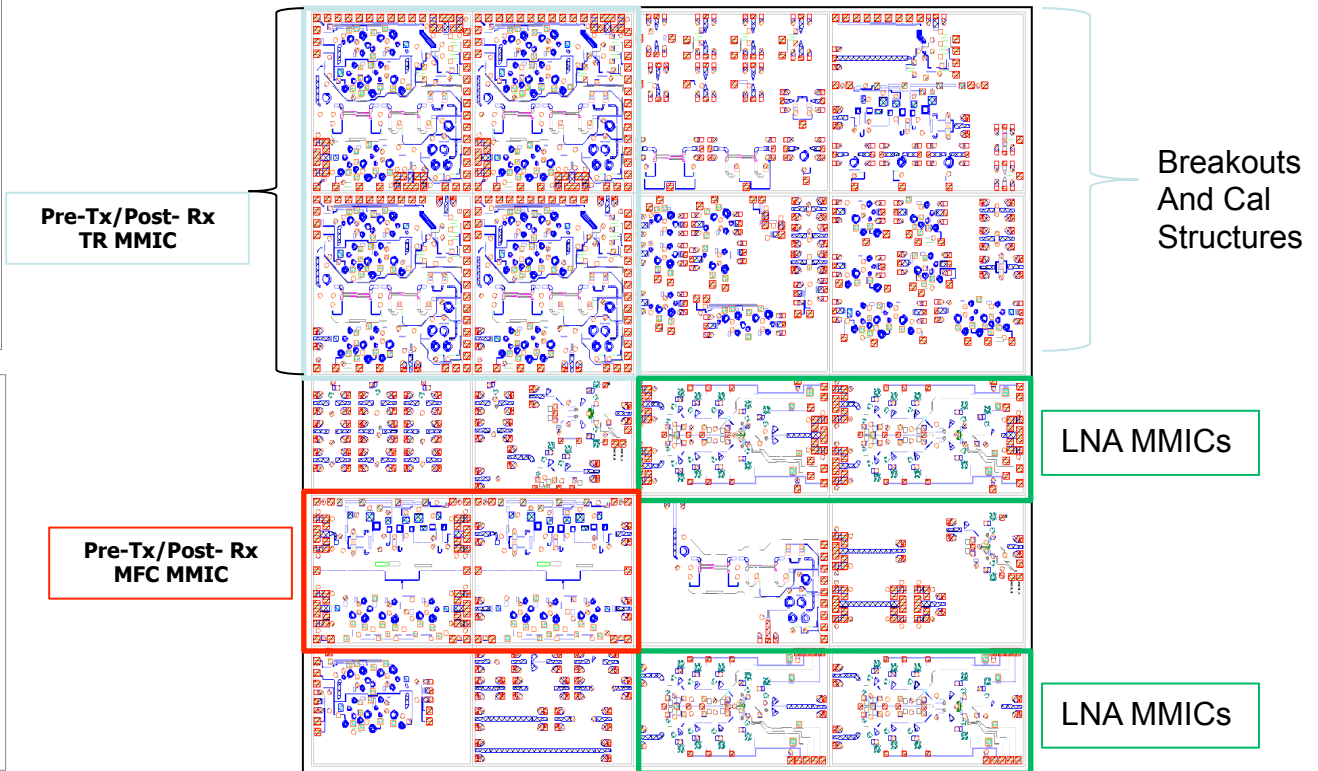 Pre-Tx/Post- Rx
TR MMIC
Breakouts
And Cal
Structures
LNA MMICs
Pre-Tx/Post- Rx
MFC MMIC
LNA MMICs